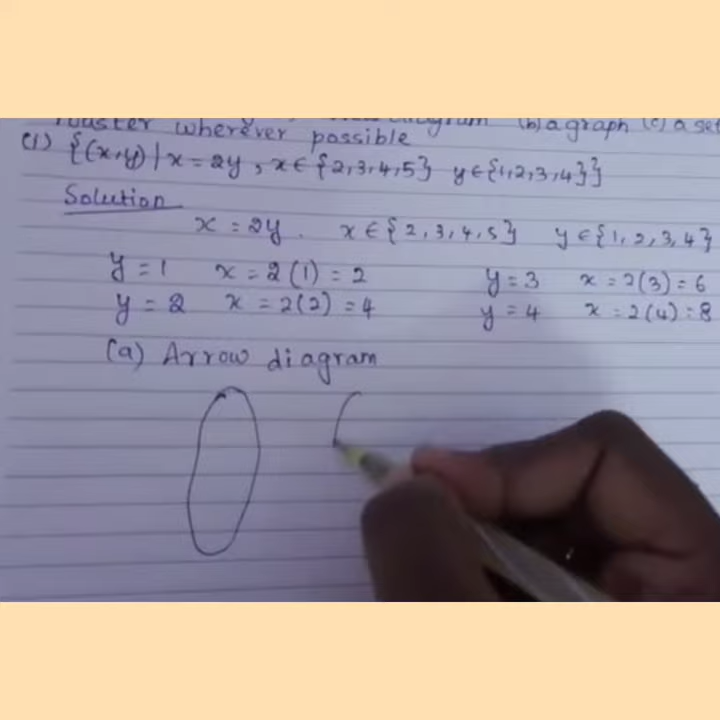 wherever possible (b) a graph (c) a set
(1) {(x,y) / x = 2y, x ∈ {2,3,4,5} y ∈ {1,2,3,4}}
Solution
x = 2y. x ∈ {2,3,4,5} y ∈ {1,2,3,4}
y = 1 x = 2(1) = 2 y = 3 x = 2(3) = 6
y = 2 x = 2(2) = 4 y = 4 x = 2(4) = 8
(a) Arrow diagram